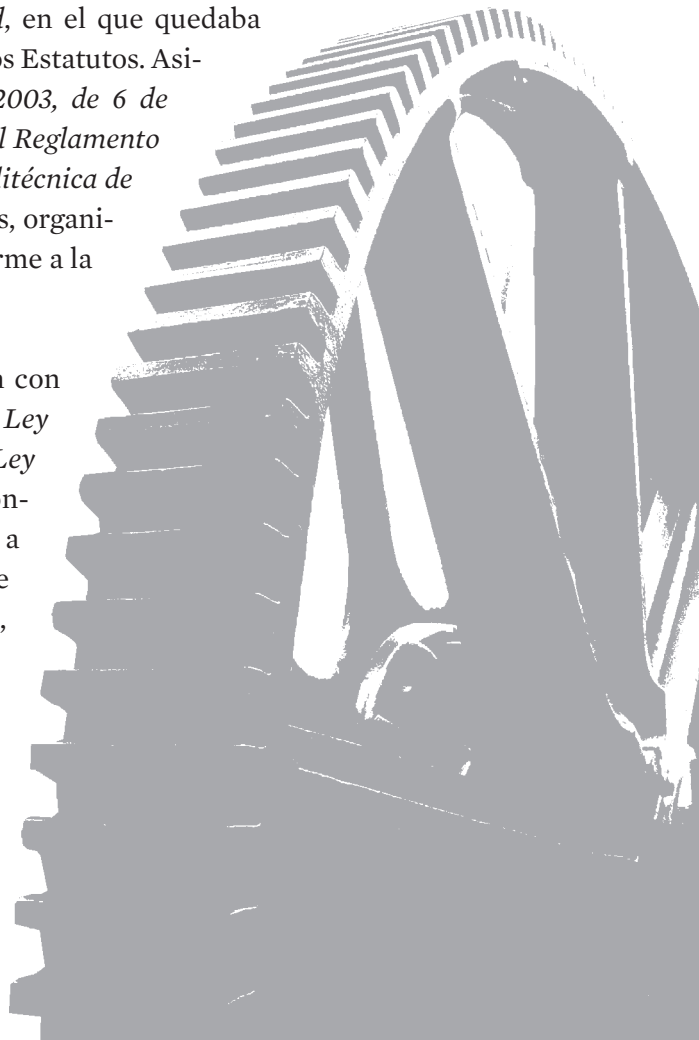 d, en el que quedaba
os Estatutos. Asi-
2003, de 6 de
l Reglamento
litécnica de
s, organi-
rme a la
n con
Ley
Ley
on-
a
e
,